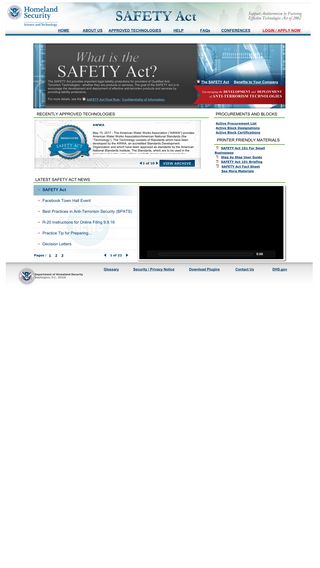 Homeland
Security
Science and Technology
SAFETY Act
Support Antiterrorism by Fostering
Effective Technologies Act of 2002
HOME ABOUT US APPROVED TECHNOLOGIES HELP FAQs CONFERENCES LOGIN / APPLY NOW
What is the
SAFETY Act?
The SAFETY Act provides important legal liability protections for providers of Qualified Anti-
Terrorism Technologies - whether they are products or services. The goal of the SAFETY Act is to
encourage the development and deployment of effective anti-terrorism products and services by
providing liability protections.
For more details, see the SAFETY Act Final Rule: Confidentiality of Information.
The SAFETY Act Benefits to Your Company
Encouraging the DEVELOPMENT and DEPLOYMENT
of ANTI-TERRORISM TECHNOLOGIES
RECENTLY APPROVED TECHNOLOGIES
AWWA
May 15, 2017 - The American Water Works Association ("AWWA") provides
American Water Works Association/American National Standards (the
"Technology"). The Technology consists of Standards which have been
developed by the AWWA, an accredited Standards Development
Organization and which have been approved as standards by the American
National Standards Institute. The Standards, which are to be used in the
1 of 10 VIEW ARCHIVE
PROCUREMENTS AND BLOCKS
Active Procurement List
Active Block Designations
Active Block Certifications
PRINTER FRIENDLY MATERIALS
SAFETY Act 101 For Small
Businesses
Step by Step User Guide
SAFETY Act 101 Briefing
SAFETY Act Fact Sheet
See More Materials
LATEST SAFETY ACT NEWS
SAFETY Act
Facebook Town Hall Event
Best Practices in Anti-Terrorism Security (BPATS)
R-20 Instructions for Online Filing 9.8.16
Practice Tip for Preparing...
Decision Letters
Pages / 1 2 3
1 of 23
0:00
Department of Homeland Security
Washington, D.C. 20528
Glossary Security / Privacy Notice Download Plugins Contact Us DHS.gov